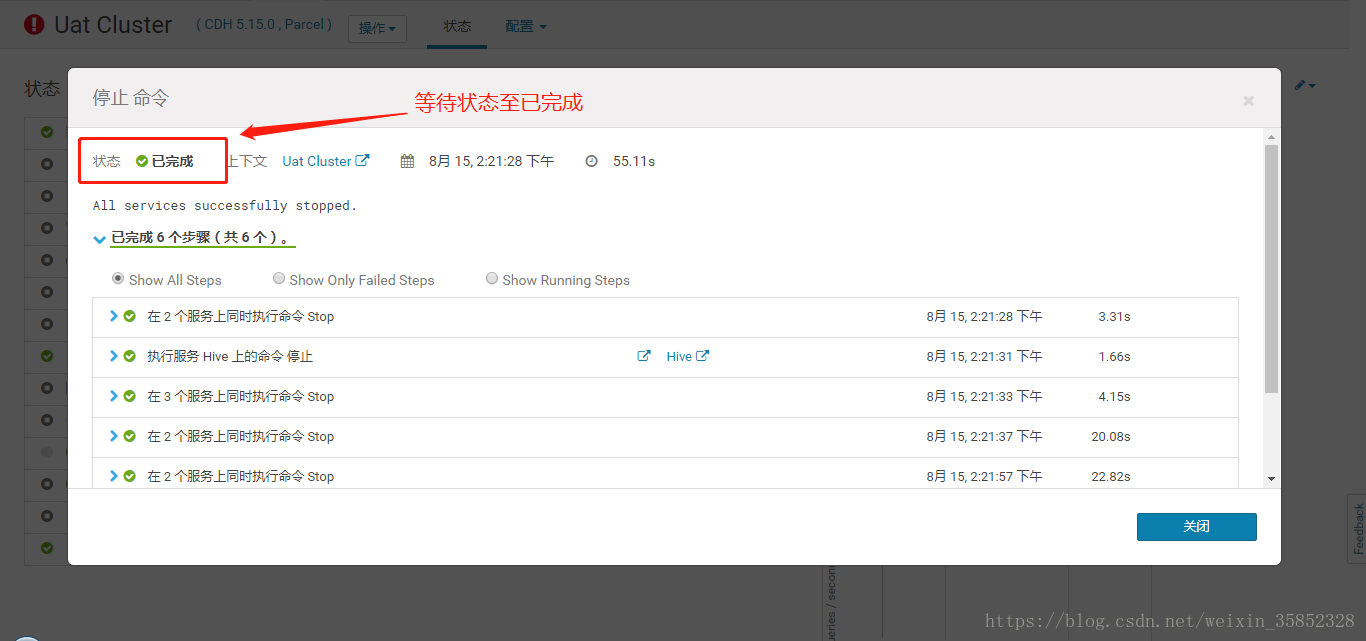 Uat Cluster ( CDH 5.15.0 , Parcel ) 操作 状态 配置
状态
停止 命令
等待状态至已完成
状态 已完成 上下文 Uat Cluster 8月 15, 2:21:28 下午 55.11s
All services successfully stopped.
已完成 6 个步骤 ( 共 6 个 ) 。
Show All Steps Show Only Failed Steps Show Running Steps
在 2 个服务上同时执行命令 Stop 8月 15, 2:21:28 下午 3.31s
执行服务 Hive 上的命令 停止 Hive 8月 15, 2:21:31 下午 1.66s
在 3 个服务上同时执行命令 Stop 8月 15, 2:21:33 下午 4.15s
在 2 个服务上同时执行命令 Stop 8月 15, 2:21:37 下午 20.08s
在 2 个服务上同时执行命令 Stop 8月 15, 2:21:57 下午 22.82s
关闭
Feedback
https://blog.csdn.net/weixin_35852328